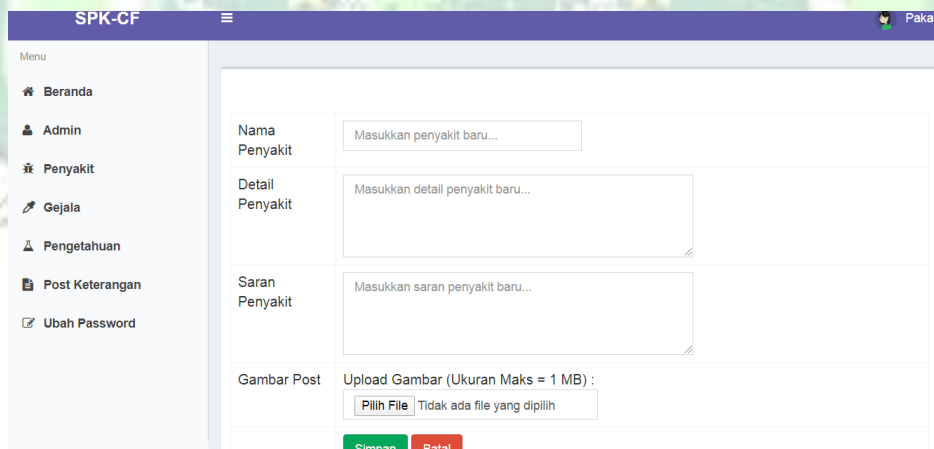 SPK-CF
Paka
Menu
Beranda
Admin
Penyakit
Gejala
Pengetahuan
Post Keterangan
Ubah Password
Nama
Penyakit
Masukkan penyakit baru...
Detail
Penyakit
Masukkan detail penyakit baru...
Saran
Penyakit
Masukkan saran penyakit baru...
Gambar Post
Upload Gambar (Ukuran Maks = 1 MB) :
Pilih File Tidak ada file yang dipilih
Simpan Batal